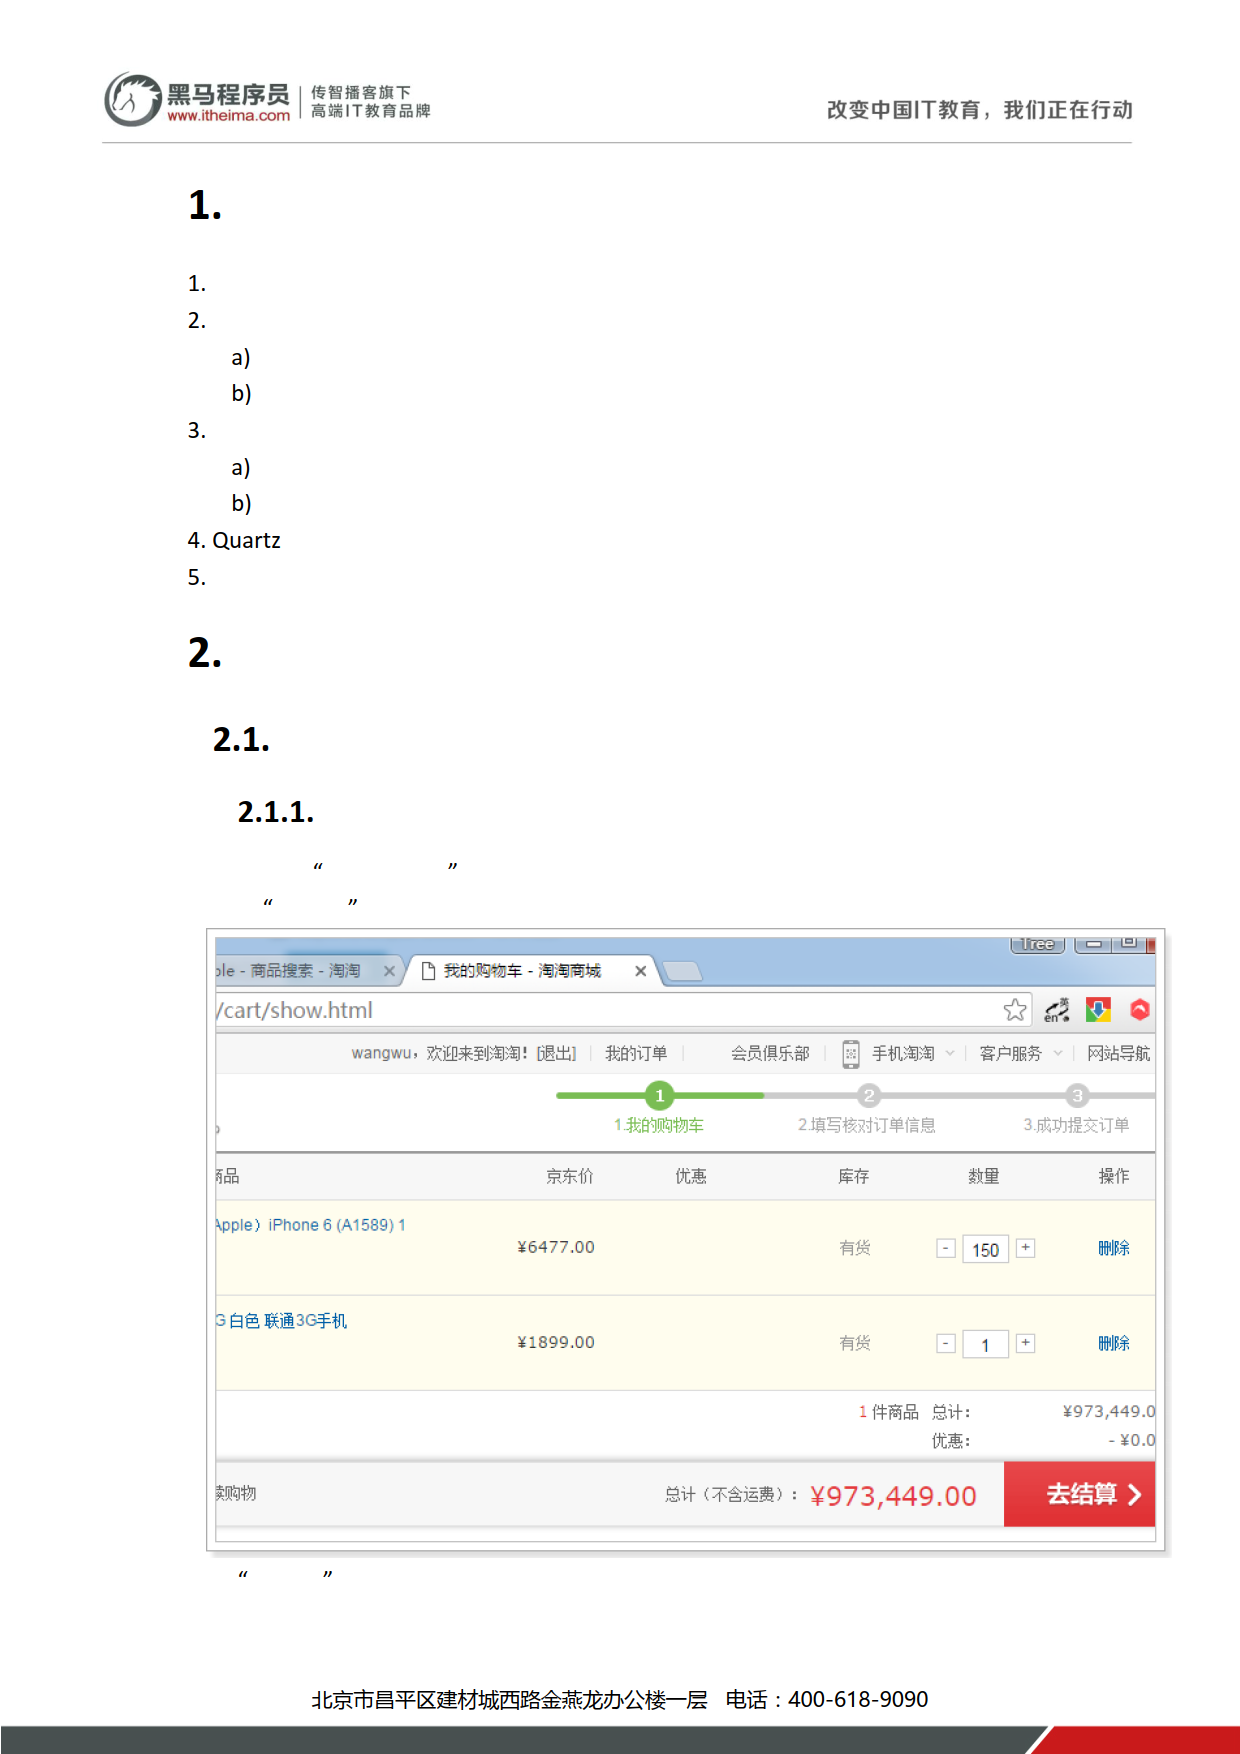 黑马程序员
www.itheima.com
传智播客旗下
高端IT教育品牌
改变中国IT教育，我们正在行动
1.
1.
2.
a)
b)
3.
a)
b)
4. Quartz
5.
2.
2.1.
2.1.1.
“ ”
“ ”
Tree
ple - 商品搜索 - 淘淘
我的购物车 - 淘淘商城
/cart/show.html
英
en
wangwu，欢迎来到淘淘！[退出] 我的订单 会员俱乐部 手机淘淘 客户服务 网站导航
1 2 3
1.我的购物车 2.填写核对订单信息 3.成功提交订单
商品 京东价 优惠 库存 数量 操作
Apple）iPhone 6 (A1589) 1
¥6477.00 有货 - 150 + 删除
G 白色 联通3G手机
¥1899.00 有货 - 1 + 删除
1 件商品 总计： ¥973,449.0
优惠： - ¥0.0
续购物 总计（不含运费）： ¥973,449.00 去结算
“ ”
北京市昌平区建材城西路金燕龙办公楼一层 电话：400-618-9090